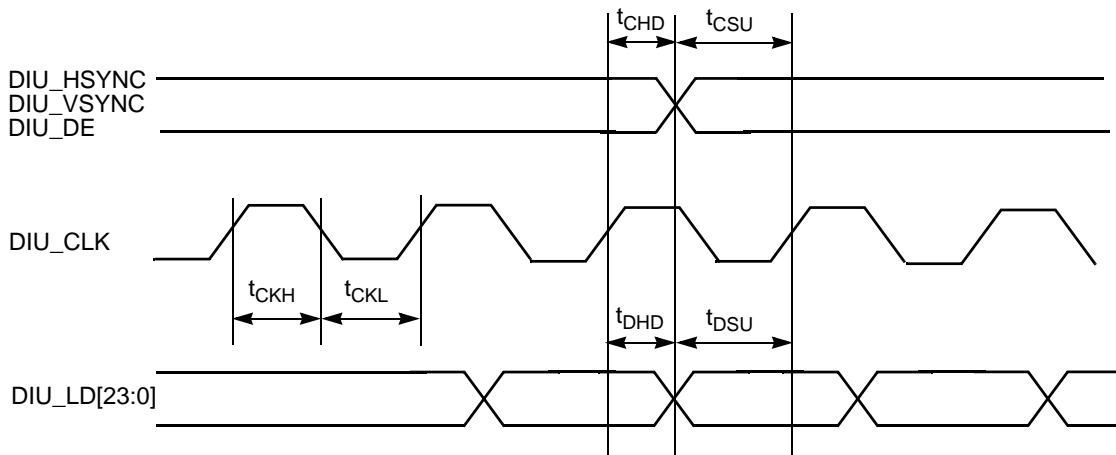 tCHD tCSU
DIU_HSYNC
DIU_VSYNC
DIU_DE
DIU_CLK
tCKH tCKL
tDHD tDSU
DIU_LD[23:0]